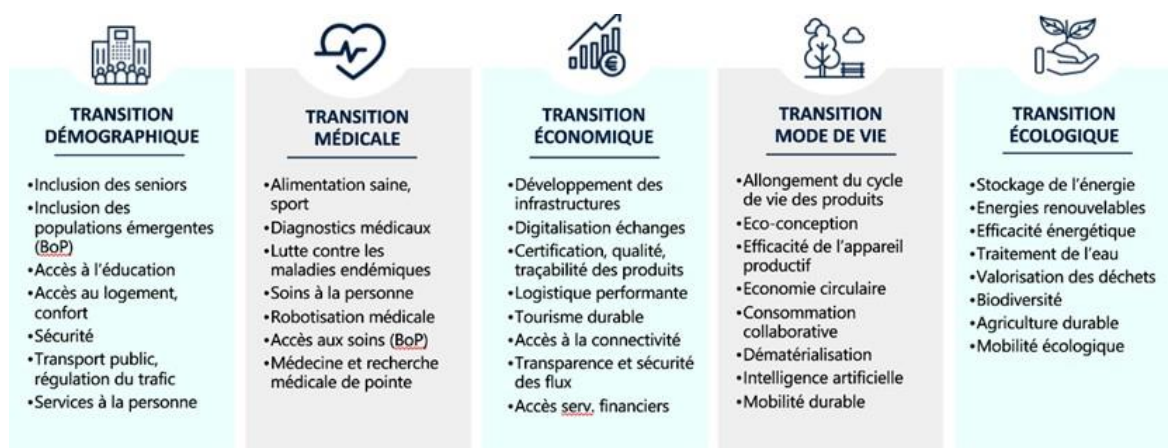 TRANSITION
DÉMOGRAPHIQUE
•Inclusion des seniors
•Inclusion des
populations émergentes
(BoP)
•Accès à l'éducation
•Accès au logement,
confort
•Sécurité
•Transport public,
régulation du trafic
•Services à la personne
TRANSITION
MÉDICALE
•Alimentation saine,
sport
•Diagnostics médicaux
•Lutte contre les
maladies endémiques
•Soins à la personne
•Robotisation médicale
•Accès aux soins (BoP)
•Médecine et recherche
médicale de pointe
TRANSITION
ÉCONOMIQUE
•Développement des
infrastructures
•Digitalisation échanges
•Certification, qualité,
traçabilité des produits
•Logistique performante
•Tourisme durable
•Accès à la connectivité
•Transparence et sécurité
des flux
•Accès serv. financiers
TRANSITION
MODE DE VIE
•Allongement du cycle
de vie des produits
•Eco-conception
•Efficacité de l'appareil
productif
•Economie circulaire
•Consommation
collaborative
•Dématérialisation
•Intelligence artificielle
•Mobilité durable
TRANSITION
ÉCOLOGIQUE
•Stockage de l'énergie
•Energies renouvelables
•Efficacité énergétique
•Traitement de l'eau
•Valorisation des déchets
•Biodiversité
•Agriculture durable
•Mobilité écologique